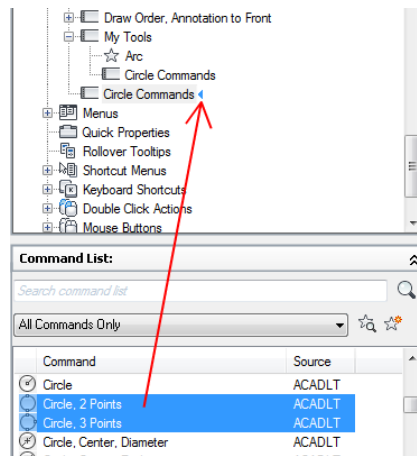 Draw Order, Annotation to Front
My Tools
Arc
Circle Commands
Circle Commands
Menus
Quick Properties
Rollover Tooltips
Shortcut Menus
Keyboard Shortcuts
Double Click Actions
Mouse Buttons
Command List:
Search command list
All Commands Only
Command Source
Circle ACADLT
Circle, 2 Points ACADLT
Circle, 3 Points ACADLT
Circle, Center, Diameter ACADLT